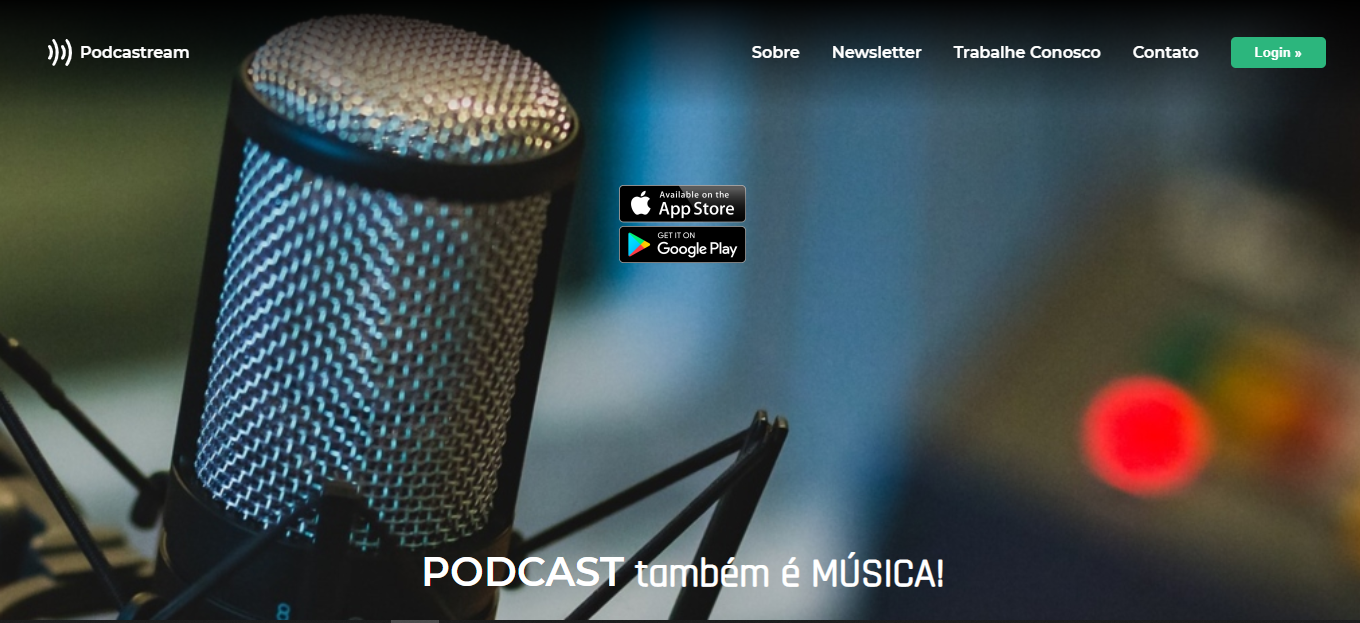 Podcastream
Sobre Newsletter Trabalhe Conosco Contato Login »
Available on the
App Store
GET IT ON
Google Play
PODCAST também é MÚSICA!
8